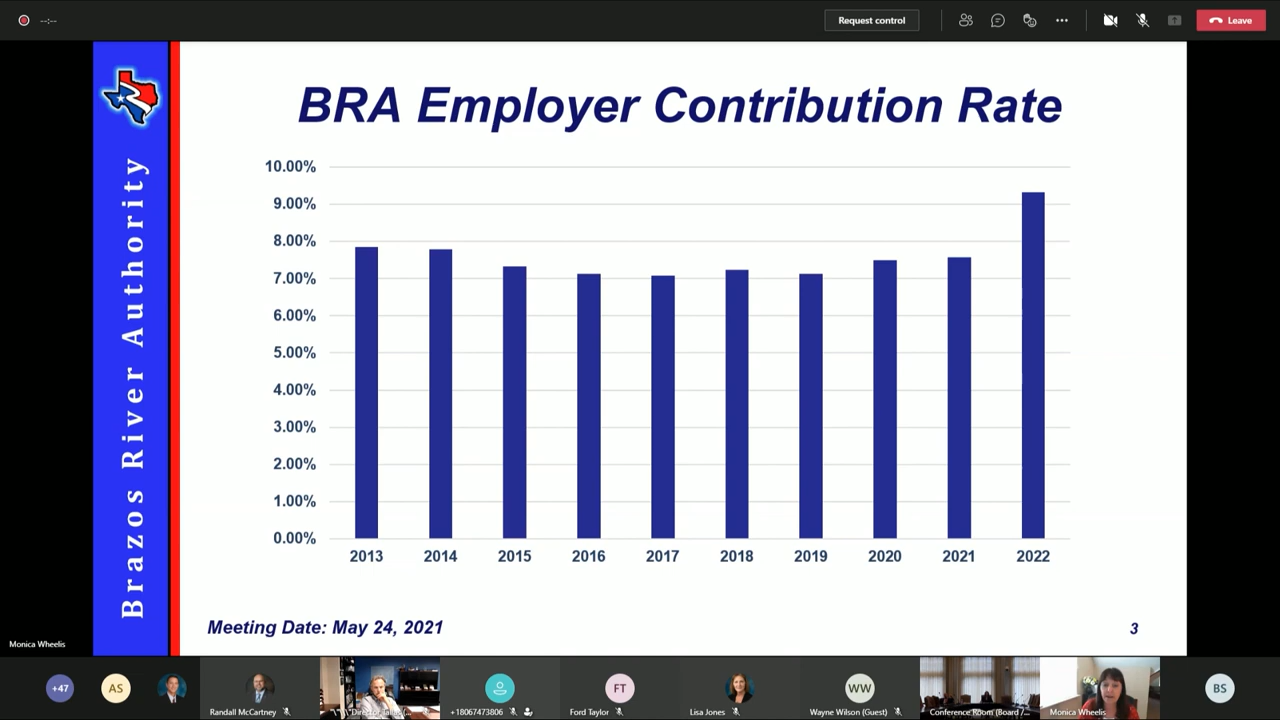 --:--
Request control
Leave
BRA Employer Contribution Rate
Brazos River Authority
10.00%
9.00%
8.00%
7.00%
6.00%
5.00%
4.00%
3.00%
2.00%
1.00%
0.00%
2013 2014 2015 2016 2017 2018 2019 2020 2021 2022
Meeting Date: May 24, 2021
3
Monica Wheelis
+47
AS
Randall McCartney
+18067473806
FT
Ford Taylor
Lisa Jones
WW
Wayne Wilson (Guest)
Conference Room (Board /...
Monica Wheelis
BS